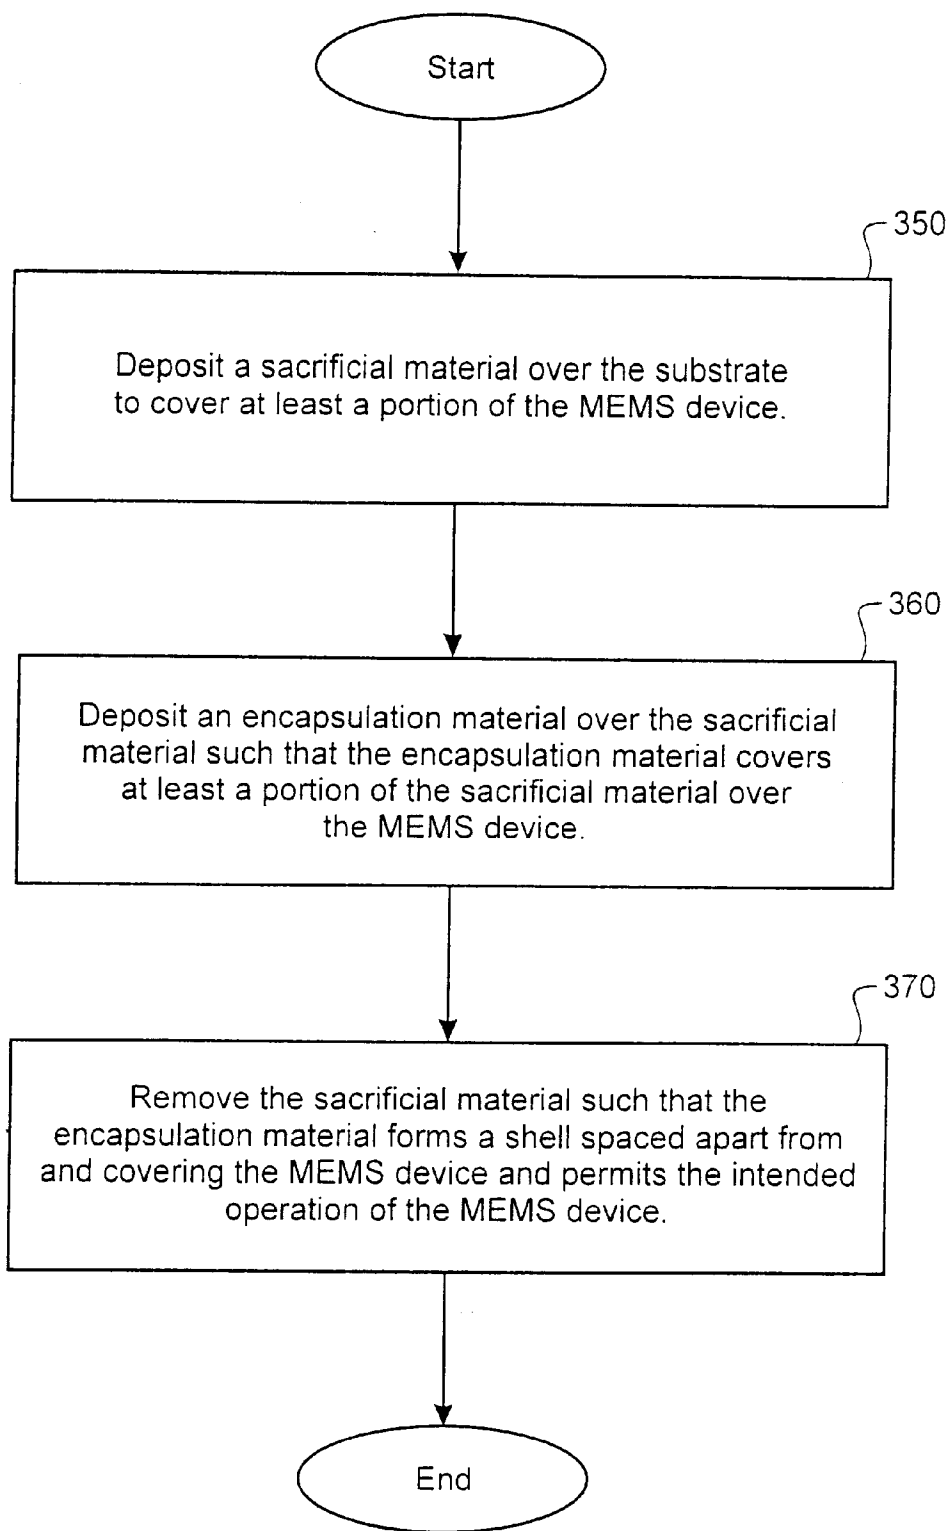 Start
350
Deposit a sacrificial material over the substrate
to cover at least a portion of the MEMS device.
360
Deposit an encapsulation material over the sacrificial
material such that the encapsulation material covers
at least a portion of the sacrificial material over
the MEMS device.
370
Remove the sacrificial material such that the
encapsulation material forms a shell spaced apart from
and covering the MEMS device and permits the intended
operation of the MEMS device.
End